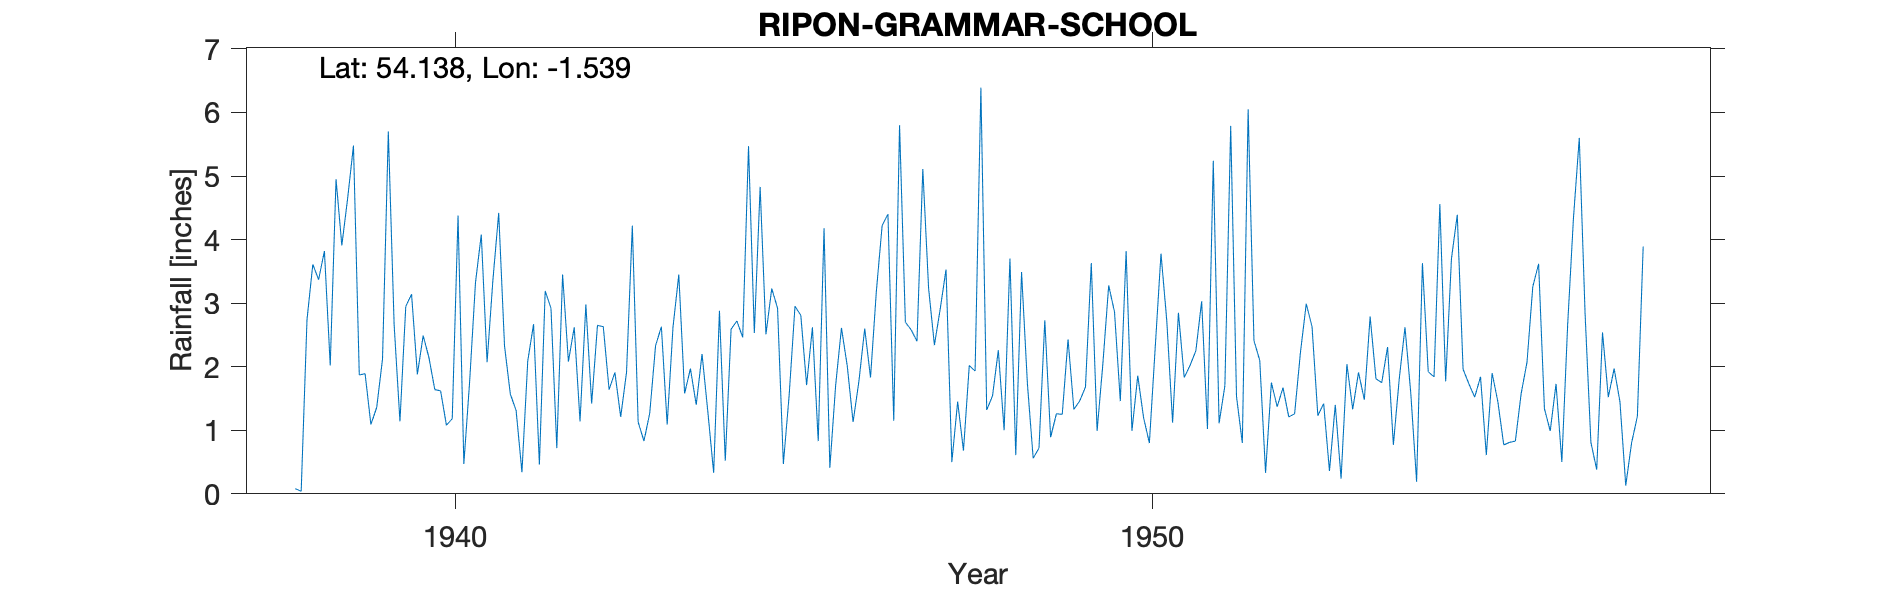 RIPON-GRAMMAR-SCHOOL
Lat: 54.138, Lon: -1.539
7
6
5
4
3
2
1
0
Rainfall [inches]
1940
1950
Year